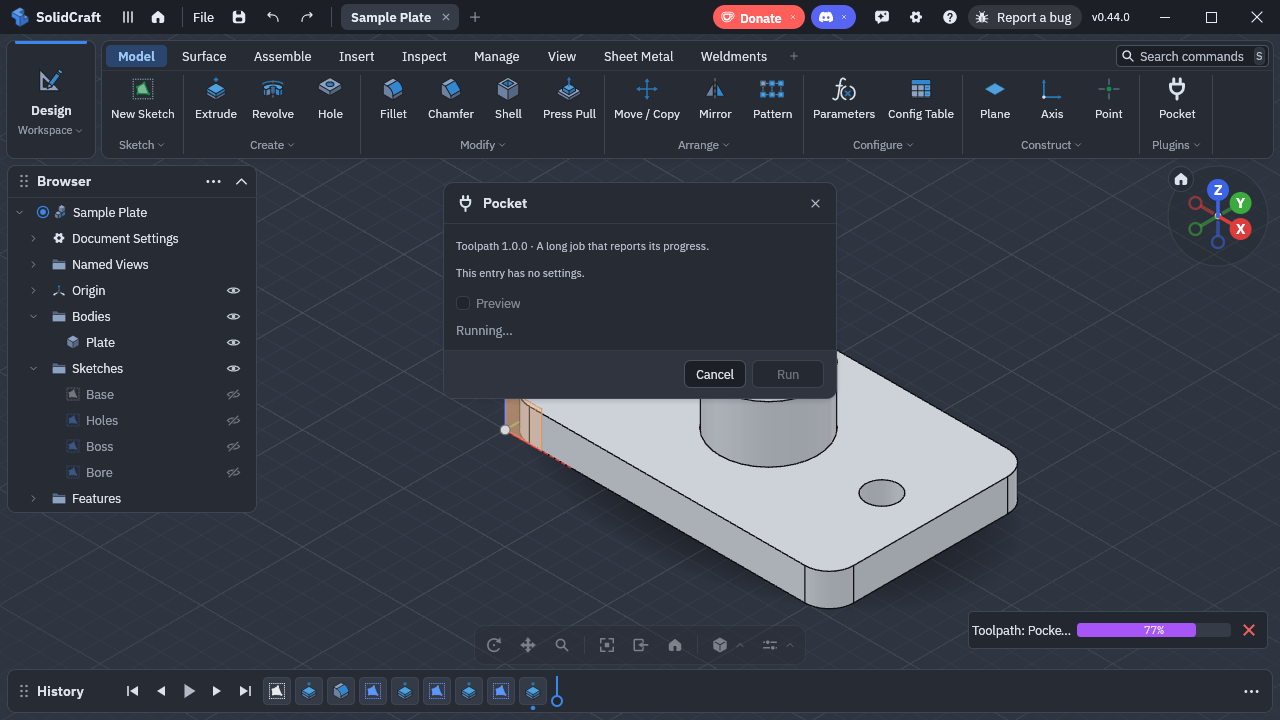 SolidCraft
File
Sample Plate
Donate
Report a bug
v0.44.0
Design
Workspace
Model
Surface
Assemble
Insert
Inspect
Manage
View
Sheet Metal
Weldments
Search commands
S
New Sketch
Extrude
Revolve
Hole
Fillet
Chamfer
Shell
Press Pull
Move / Copy
Mirror
Pattern
Parameters
Config Table
Plane
Axis
Point
Pocket
Sketch
Create
Modify
Arrange
Configure
Construct
Plugins
Browser
Sample Plate
Document Settings
Named Views
Origin
Bodies
Plate
Sketches
Base
Holes
Boss
Bore
Features
Pocket
Toolpath 1.0.0 · A long job that reports its progress.
This entry has no settings.
Preview
Running...
Cancel
Run
Z
Y
X
Toolpath: Pocke...
77%
History